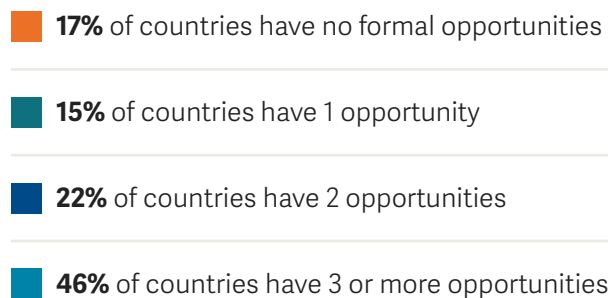 17% of countries have no formal opportunities
15% of countries have 1 opportunity
22% of countries have 2 opportunities
46% of countries have 3 or more opportunities